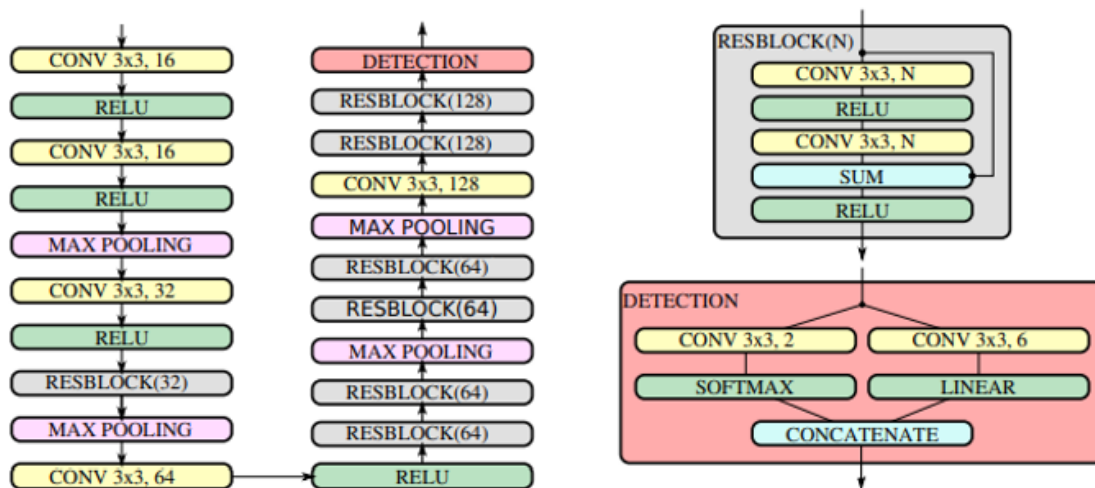 CONV 3x3, 16
RELU
CONV 3x3, 16
RELU
MAX POOLING
CONV 3x3, 32
RELU
RESBLOCK(32)
MAX POOLING
CONV 3x3, 64
DETECTION
RESBLOCK(128)
RESBLOCK(128)
CONV 3x3, 128
MAX POOLING
RESBLOCK(64)
RESBLOCK(64)
MAX POOLING
RESBLOCK(64)
RESBLOCK(64)
RELU
RESBLOCK(N)
CONV 3x3, N
RELU
CONV 3x3, N
SUM
RELU
DETECTION
CONV 3x3, 2
CONV 3x3, 6
SOFTMAX
LINEAR
CONCATENATE